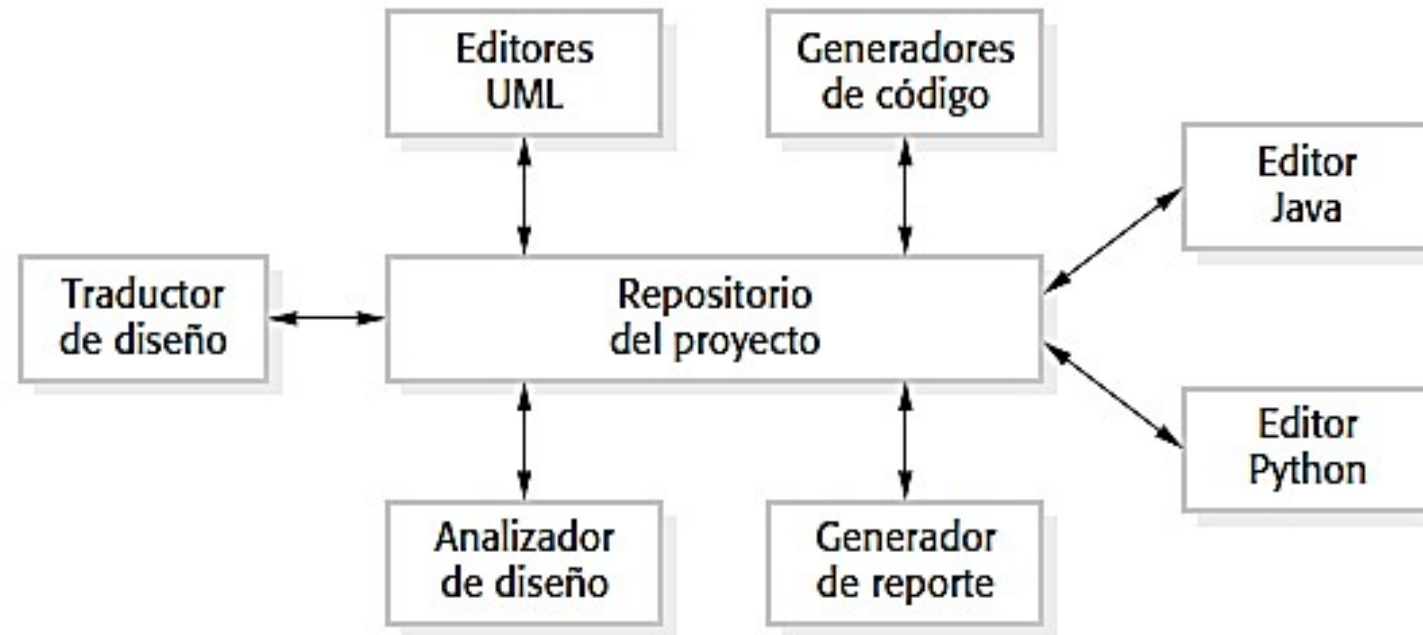 Editores
UML
Generadores
de código
Editor
Java
Traductor
de diseño
Repositorio
del proyecto
Editor
Python
Analizador
de diseño
Generador
de reporte